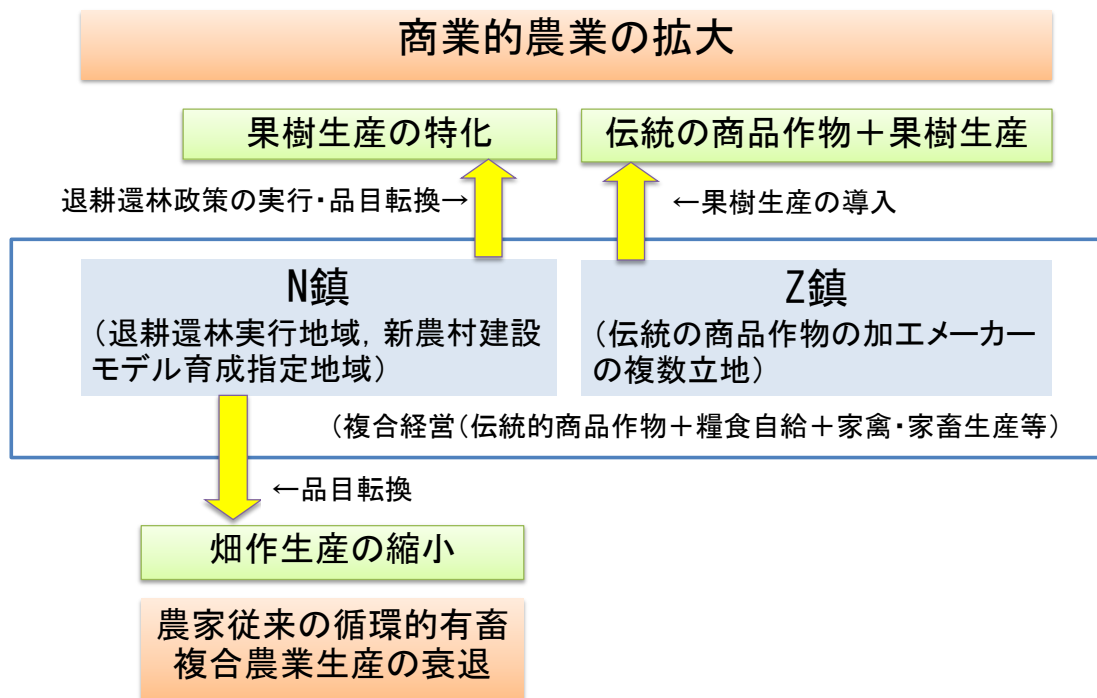 商業的農業の拡大
果樹生産の特化
伝統の商品作物＋果樹生産
退耕還林政策の実行・品目転換→
←果樹生産の導入
N鎮
（退耕還林実行地域，新農村建設
モデル育成指定地域）
Z鎮
（伝統の商品作物の加工メーカー
の複数立地）
（複合経営（伝統的商品作物＋糧食自給＋家禽・家畜生産等）
←品目転換
畑作生産の縮小
農家従来の循環的有畜
複合農業生産の衰退